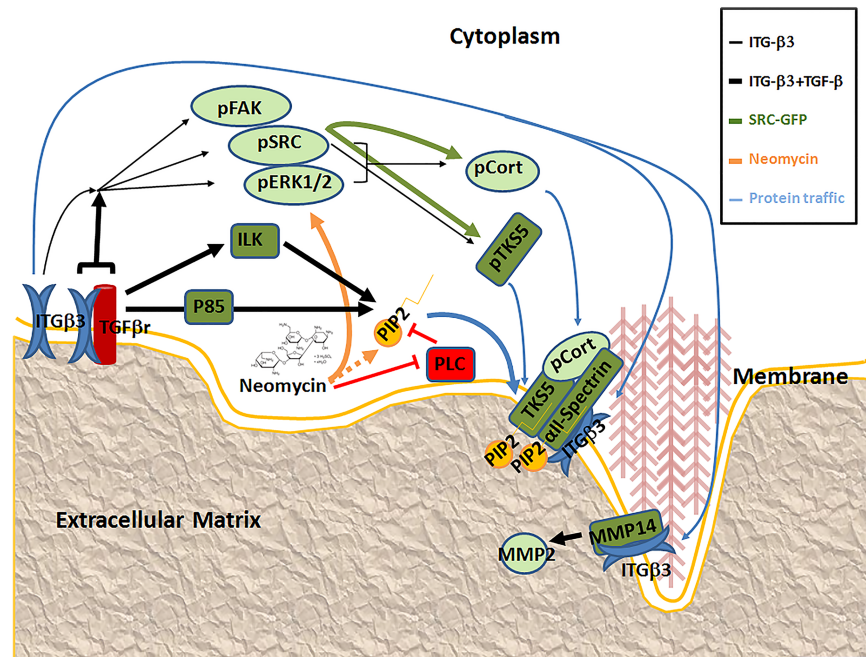 Cytoplasm
ITG-β3
ITG-β3+TGF-β
SRC-GFP
Neomycin
Protein traffic
pFAK
pSRC
pERK1/2
pCort
pTKS5
ILK
P85
ITGβ3
TGFβr
PIP2
PLC
Neomycin
pCort
TKS5
αII-Spectrin
ITGβ3
PIP2
PIP2
Membrane
Extracellular Matrix
MMP2
MMP14
ITGβ3